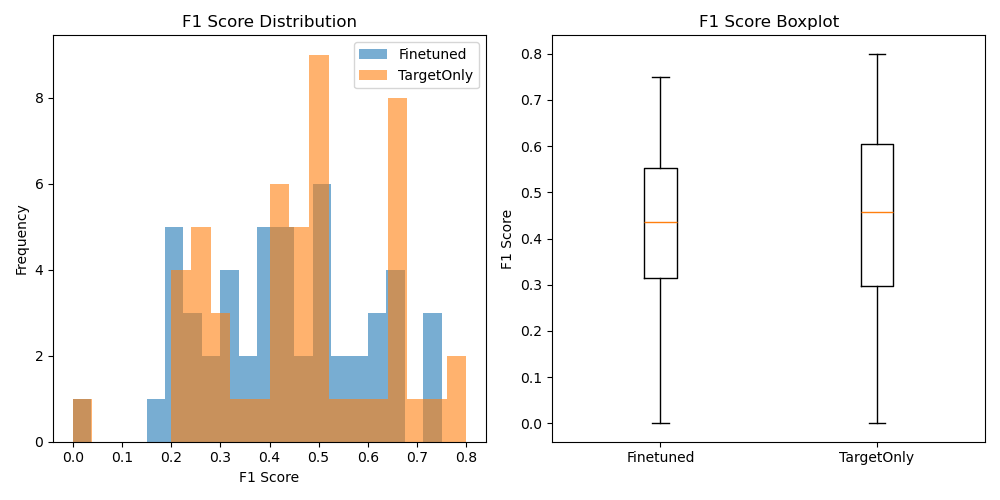 F1 Score Distribution
Finetuned
TargetOnly
8
6
4
2
0
Frequency
0.0 0.1 0.2 0.3 0.4 0.5 0.6 0.7 0.8
F1 Score
F1 Score Boxplot
0.8
0.7
0.6
0.5
0.4
0.3
0.2
0.1
0.0
F1 Score
Finetuned TargetOnly